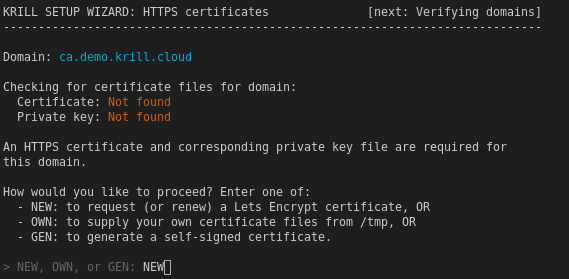 KRILL SETUP WIZARD: HTTPS certificates [next: Verifying domains]
--------------------------------------------------------------------------
Domain: ca.demo.krill.cloud
Checking for certificate files for domain:
Certificate: Not found
Private key: Not found
An HTTPS certificate and corresponding private key file are required for
this domain.
How would you like to proceed? Enter one of:
- NEW: to request (or renew) a Lets Encrypt certificate, OR
- OWN: to supply your own certificate files from /tmp, OR
- GEN: to generate a self-signed certificate.
> NEW, OWN, or GEN: NEW